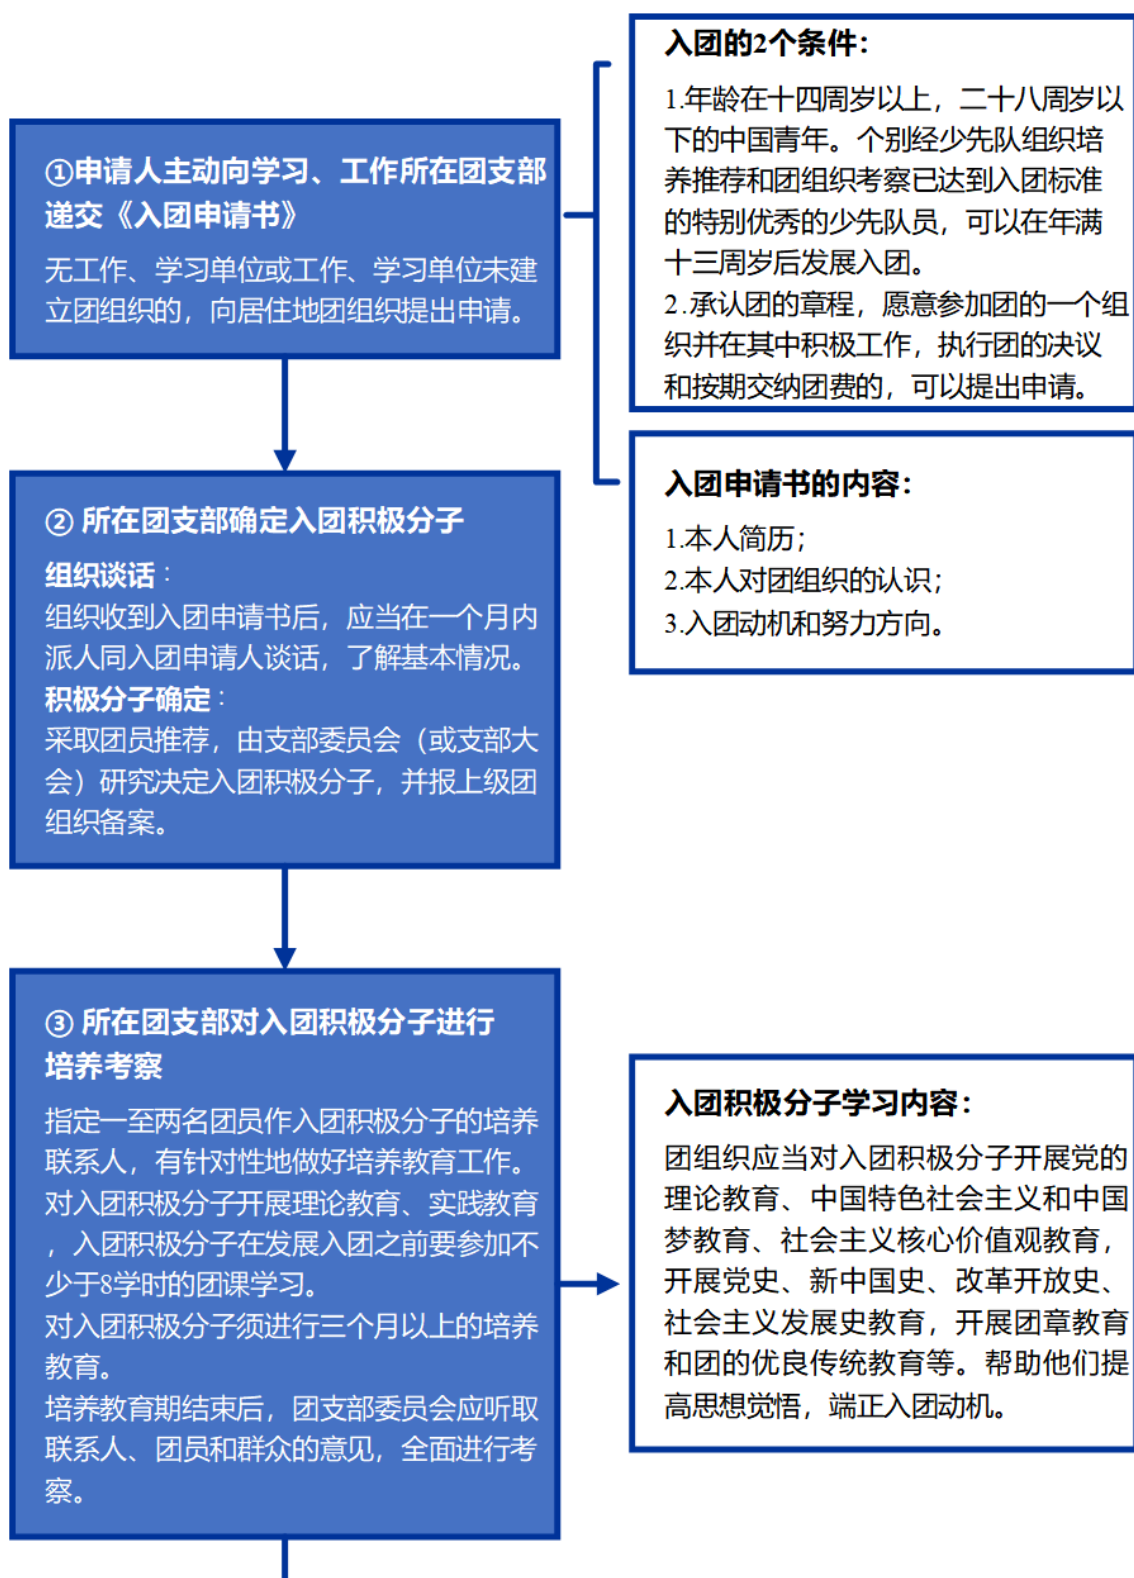 ①申请人主动向学习、工作所在团支部
递交《入团申请书》
无工作、学习单位或工作、学习单位未建
立团组织的，向居住地团组织提出申请。
入团的2个条件：
1.年龄在十四周岁以上，二十八周岁以
下的中国青年。个别经少先队组织培
养推荐和团组织考察已达到入团标准
的特别优秀的少先队员，可以在年满
十三周岁后发展入团。
2.承认团的章程，愿意参加团的一个组
织并在其中积极工作，执行团的决议
和按期交纳团费的，可以提出申请。
入团申请书的内容：
1.本人简历；
2.本人对团组织的认识；
3.入团动机和努力方向。
② 所在团支部确定入团积极分子
组织谈话：
组织收到入团申请书后，应当在一个月内
派人同入团申请人谈话，了解基本情况。
积极分子确定：
采取团员推荐，由支部委员会（或支部大
会）研究决定入团积极分子，并报上级团
组织备案。
③ 所在团支部对入团积极分子进行
培养考察
指定一至两名团员作入团积极分子的培养
联系人，有针对性地做好培养教育工作。
对入团积极分子开展理论教育、实践教育
，入团积极分子在发展入团之前要参加不
少于8学时的团课学习。
对入团积极分子须进行三个月以上的培养
教育。
培养教育期结束后，团支部委员会应听取
联系人、团员和群众的意见，全面进行考
察。
入团积极分子学习内容：
团组织应当对入团积极分子开展党的
理论教育、中国特色社会主义和中国
梦教育、社会主义核心价值观教育，
开展党史、新中国史、改革开放史、
社会主义发展史教育，开展团章教育
和团的优良传统教育等。帮助他们提
高思想觉悟，端正入团动机。